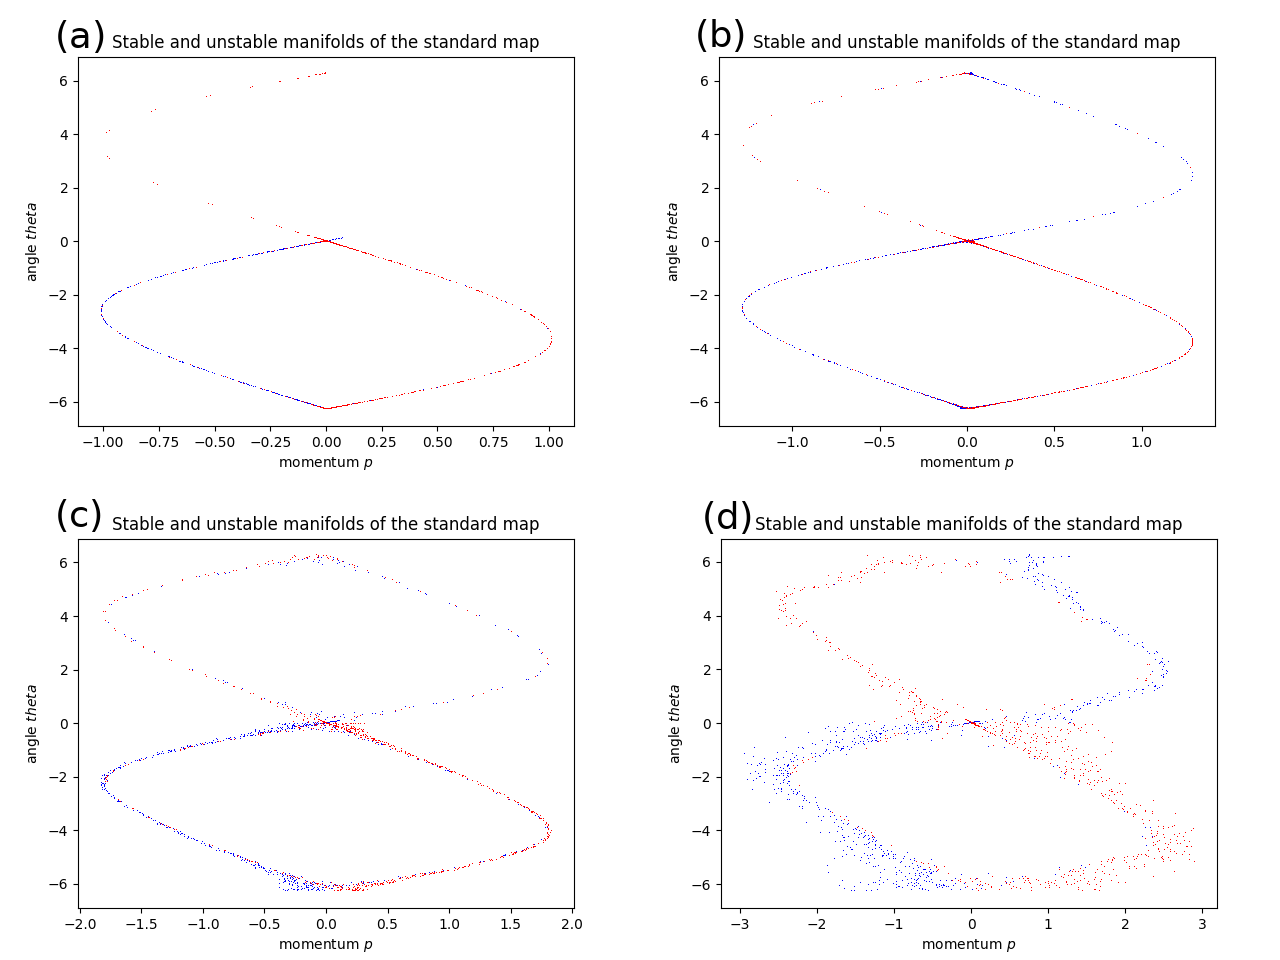 (a) Stable and unstable manifolds of the standard map
6
4
2
0
−2
−4
−6
angle theta
−1.00 −0.75 −0.50 −0.25 0.00 0.25 0.50 0.75 1.00
momentum p
(b) Stable and unstable manifolds of the standard map
6
4
2
0
−2
−4
−6
angle theta
−1.0 −0.5 0.0 0.5 1.0
momentum p
(c) Stable and unstable manifolds of the standard map
6
4
2
0
−2
−4
−6
angle theta
−2.0 −1.5 −1.0 −0.5 0.0 0.5 1.0 1.5 2.0
momentum p
(d) Stable and unstable manifolds of the standard map
6
4
2
0
−2
−4
−6
angle theta
−3 −2 −1 0 1 2 3
momentum p